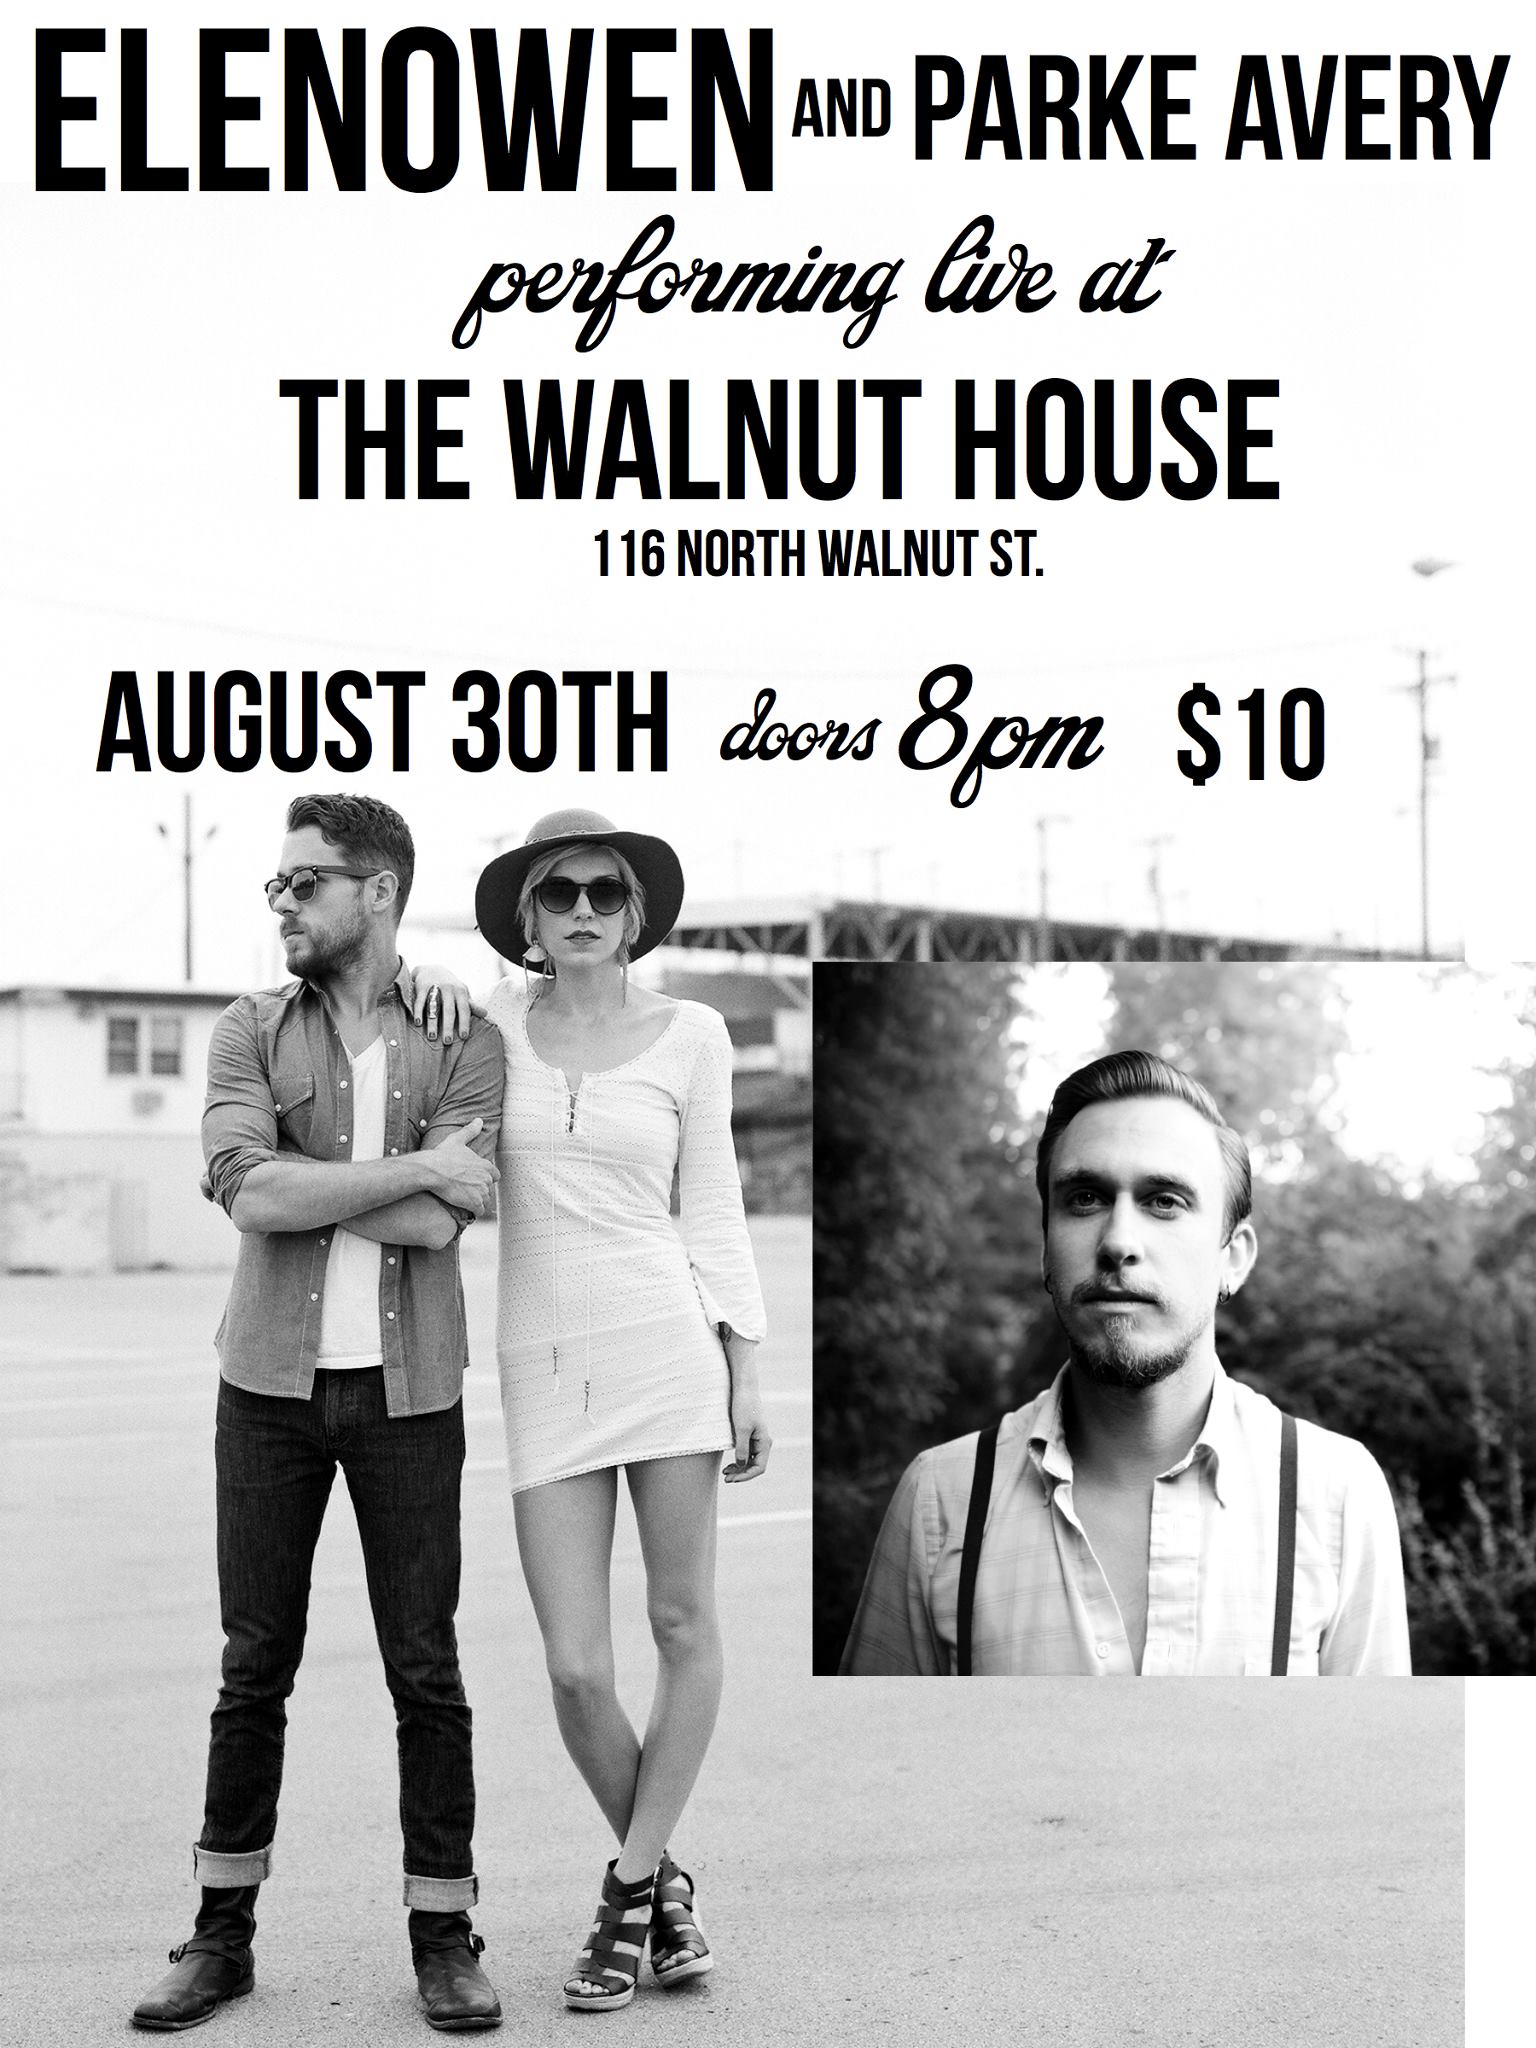 ELENOWEN AND PARKE AVERY
performing live at
THE WALNUT HOUSE
116 NORTH WALNUT ST.
AUGUST 30TH doors 8pm $10